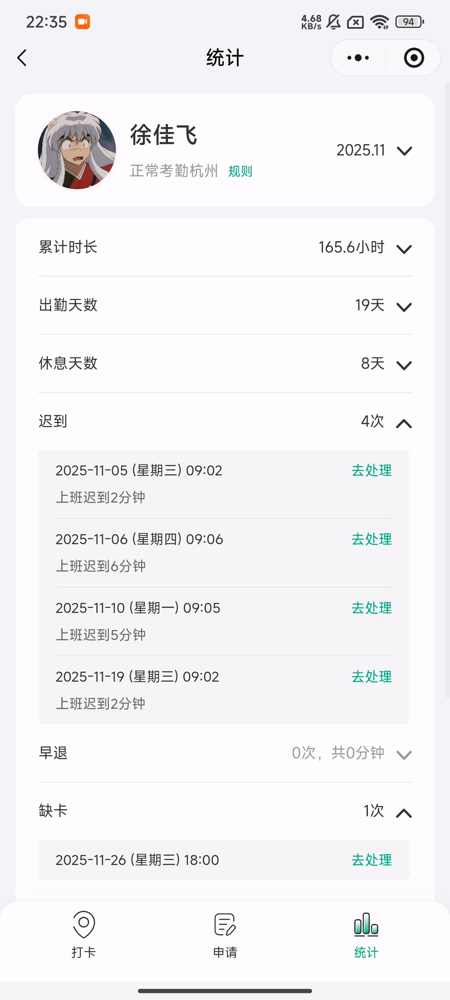 22:35
4.68
KB/s
94
统计
徐佳飞
正常考勤杭州 规则
2025.11
累计时长 165.6小时
出勤天数 19天
休息天数 8天
迟到 4次
2025-11-05 (星期三) 09:02 去处理
上班迟到2分钟
2025-11-06 (星期四) 09:06 去处理
上班迟到6分钟
2025-11-10 (星期一) 09:05 去处理
上班迟到5分钟
2025-11-19 (星期三) 09:02 去处理
上班迟到2分钟
早退 0次，共0分钟
缺卡 1次
2025-11-26 (星期三) 18:00 去处理
打卡 申请 统计